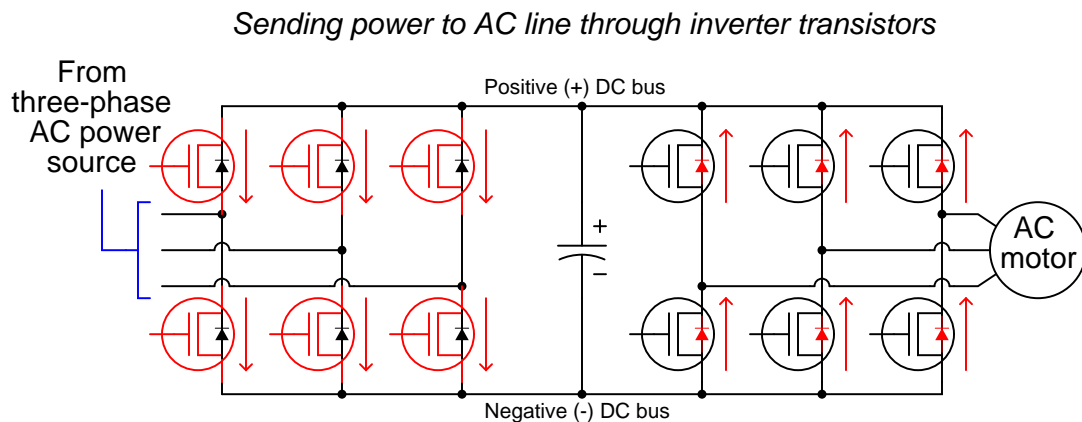 Sending power to AC line through inverter transistors
From
three-phase
AC power
source
Positive (+) DC bus
+
-
AC
motor
Negative (-) DC bus